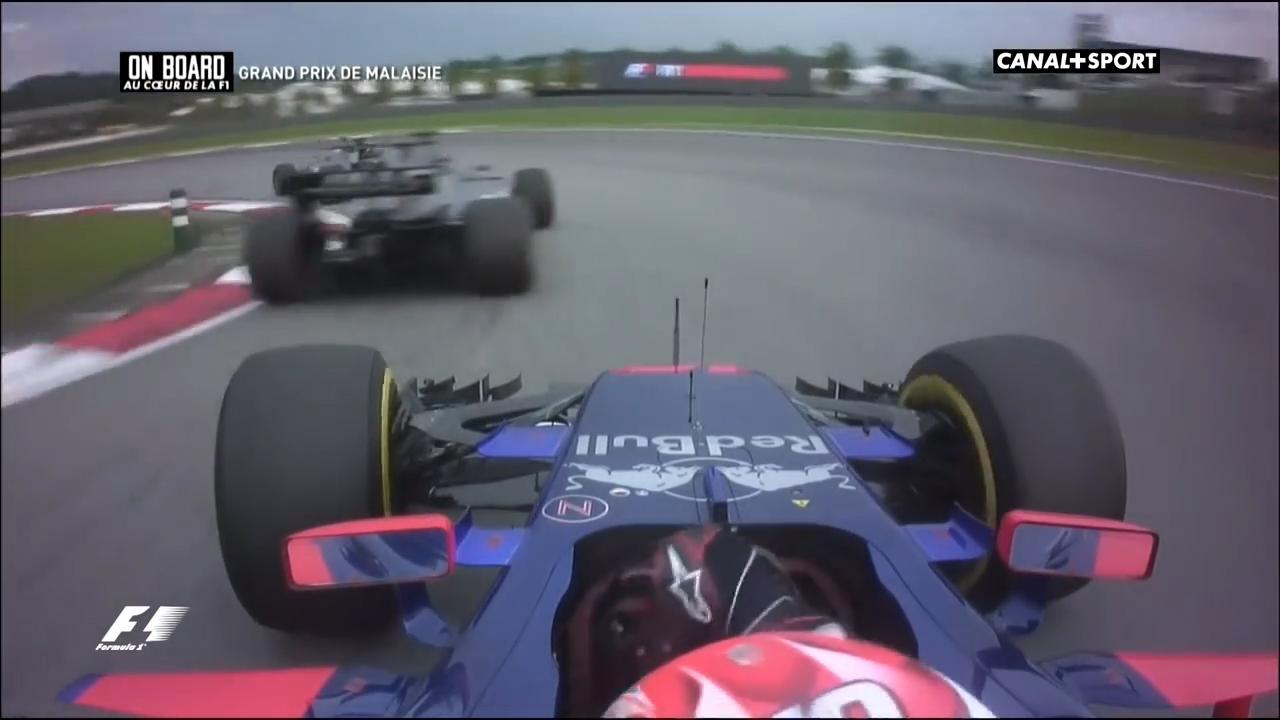 ON BOARD
AU CŒUR DE LA F1
GRAND PRIX DE MALAISIE
CANAL+SPORT
Red Bull
N
F1
Formula 1